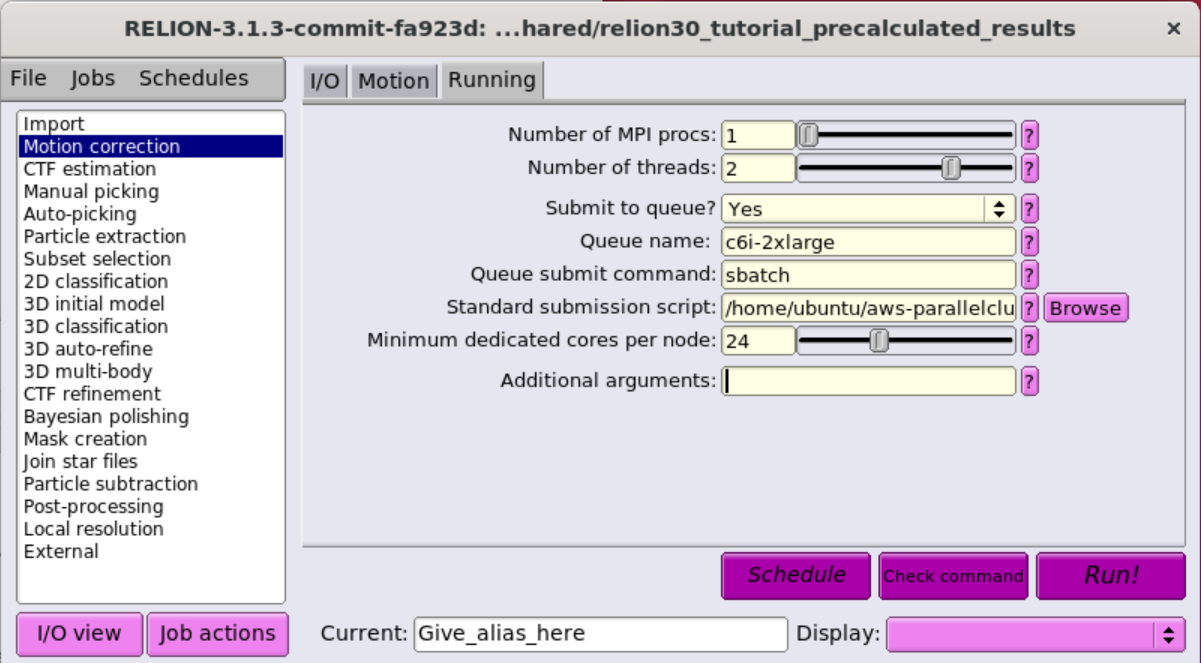 RELION-3.1.3-commit-fa923d: ...hared/relion30_tutorial_precalculated_results ×
File Jobs Schedules
I/O Motion Running
Import
Motion correction
CTF estimation
Manual picking
Auto-picking
Particle extraction
Subset selection
2D classification
3D initial model
3D classification
3D auto-refine
3D multi-body
CTF refinement
Bayesian polishing
Mask creation
Join star files
Particle subtraction
Post-processing
Local resolution
External
Number of MPI procs: 1 ?
Number of threads: 2 ?
Submit to queue? Yes ?
Queue name: c6i-2xlarge ?
Queue submit command: sbatch ?
Standard submission script: /home/ubuntu/aws-parallelclu ? Browse
Minimum dedicated cores per node: 24 ?
Additional arguments: ?
Schedule Check command Run!
I/O view Job actions Current: Give_alias_here Display: